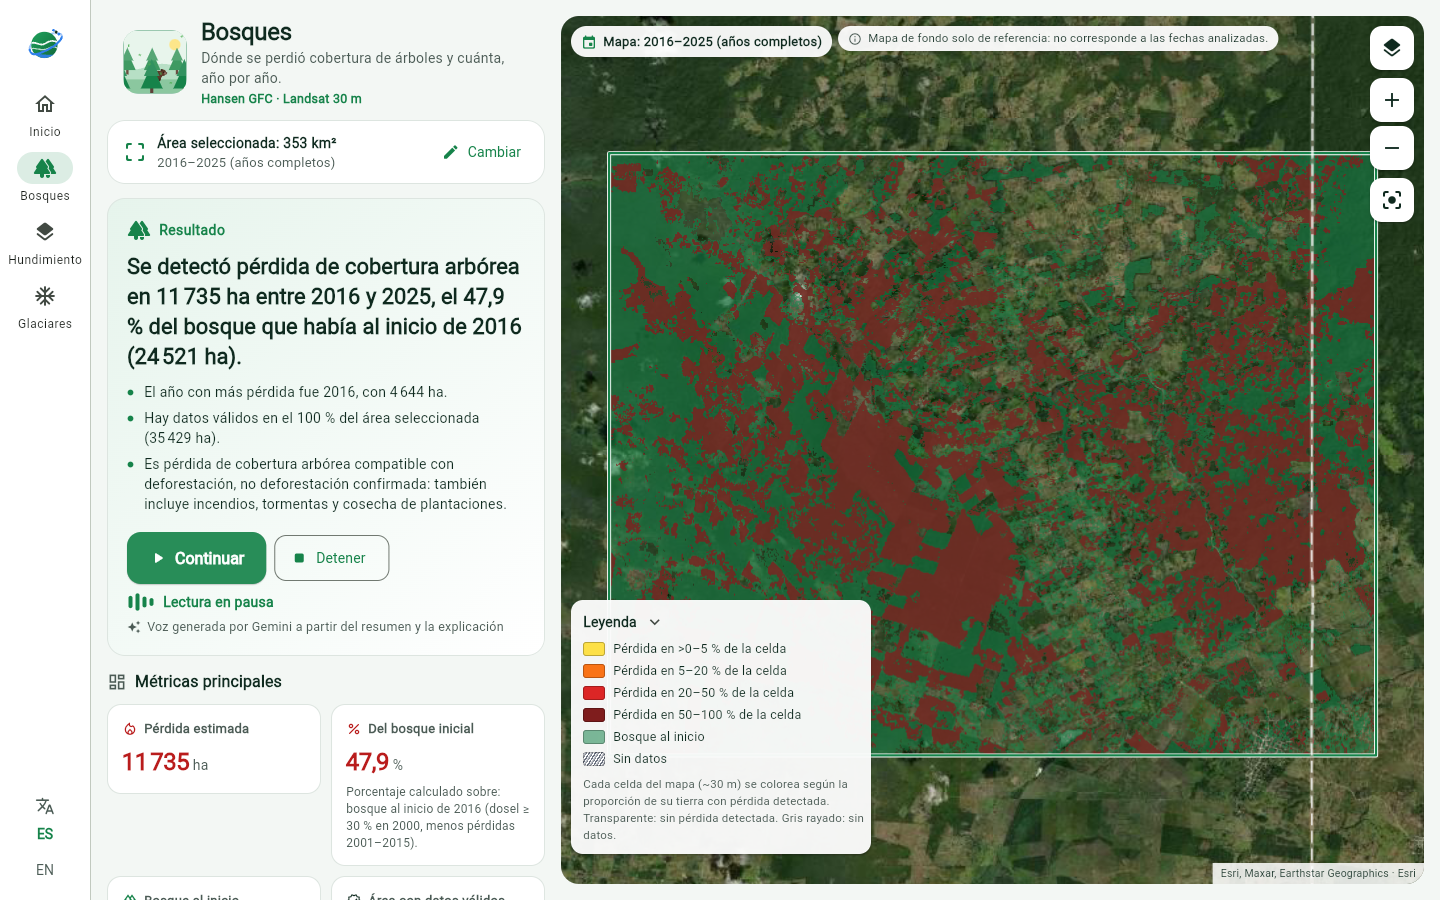 Inicio
Bosques
Hundimiento
Glaciares
ES
EN
Bosques
Dónde se perdió cobertura de árboles y cuánta,
año por año.
Hansen GFC · Landsat 30 m
Área seleccionada: 353 km²
2016–2025 (años completos)
Cambiar
Resultado
Se detectó pérdida de cobertura arbórea
en 11 735 ha entre 2016 y 2025, el 47,9
% del bosque que había al inicio de 2016
(24 521 ha).
El año con más pérdida fue 2016, con 4 644 ha.
Hay datos válidos en el 100 % del área seleccionada
(35 429 ha).
Es pérdida de cobertura arbórea compatible con
deforestación, no deforestación confirmada: también
incluye incendios, tormentas y cosecha de plantaciones.
Continuar
Detener
Lectura en pausa
Voz generada por Gemini a partir del resumen y la explicación
Métricas principales
Pérdida estimada
11 735 ha
Del bosque inicial
47,9 %
Porcentaje calculado sobre:
bosque al inicio de 2016 (dosel ≥
30 % en 2000, menos pérdidas
2001–2015).
Bosque al inicio
Área con datos válidos
Mapa: 2016–2025 (años completos)
Mapa de fondo solo de referencia: no corresponde a las fechas analizadas.
Leyenda
Pérdida en >0–5 % de la celda
Pérdida en 5–20 % de la celda
Pérdida en 20–50 % de la celda
Pérdida en 50–100 % de la celda
Bosque al inicio
Sin datos
Cada celda del mapa (~30 m) se colorea según la
proporción de su tierra con pérdida detectada.
Transparente: sin pérdida detectada. Gris rayado: sin
datos.
Esri, Maxar, Earthstar Geographics · Esri